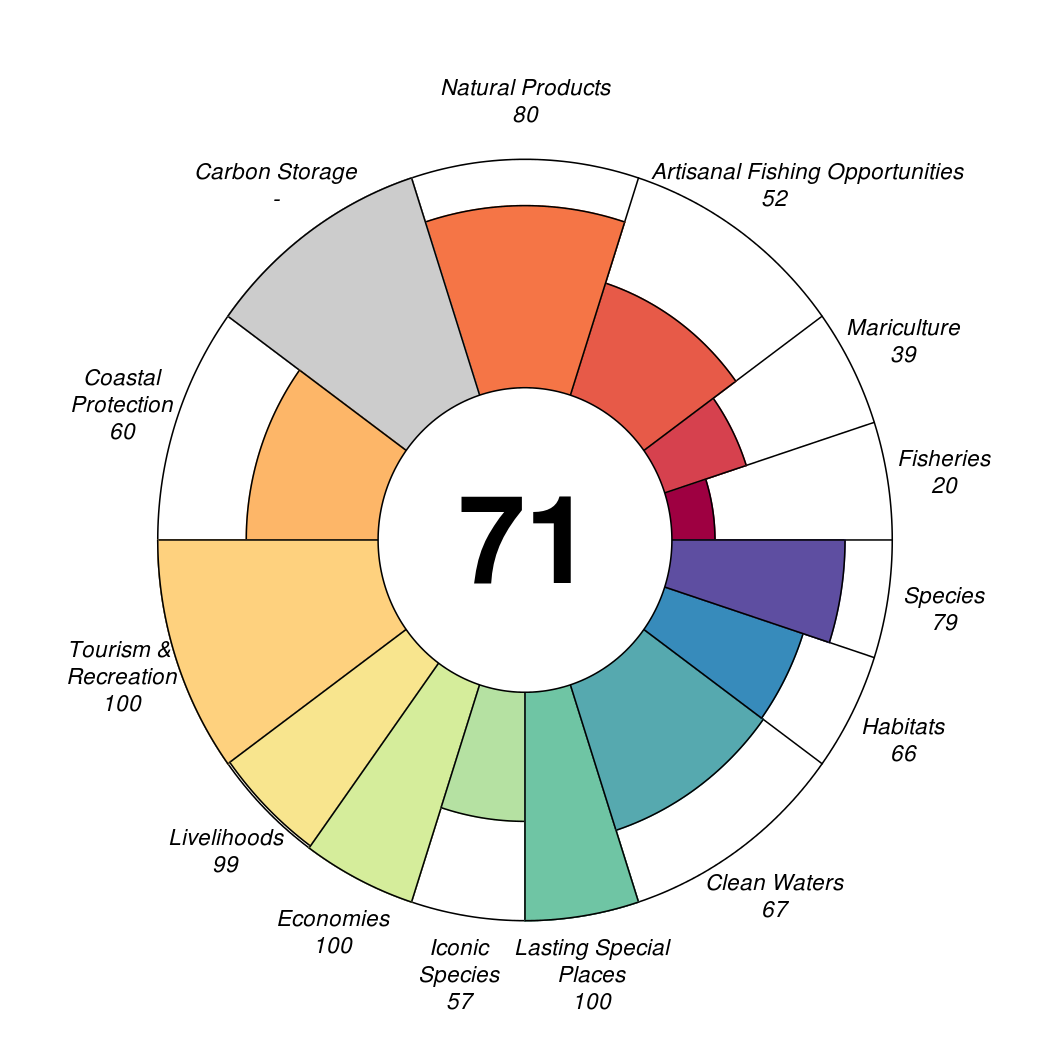 Natural Products
80
Carbon Storage
-
Artisanal Fishing Opportunities
52
Mariculture
39
Coastal
Protection
60
Fisheries
20
71
Species
79
Tourism &
Recreation
100
Habitats
66
Livelihoods
99
Clean Waters
67
Economies
100
Iconic
Species
57
Lasting Special
Places
100